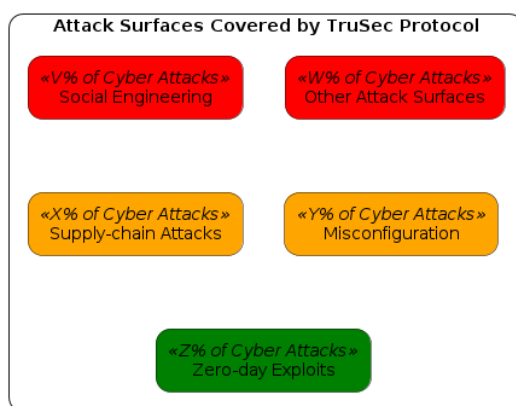 Attack Surfaces Covered by TruSec Protocol
«V% of Cyber Attacks»
Social Engineering
«W% of Cyber Attacks»
Other Attack Surfaces
«X% of Cyber Attacks»
Supply-chain Attacks
«Y% of Cyber Attacks»
Misconfiguration
«Z% of Cyber Attacks»
Zero-day Exploits